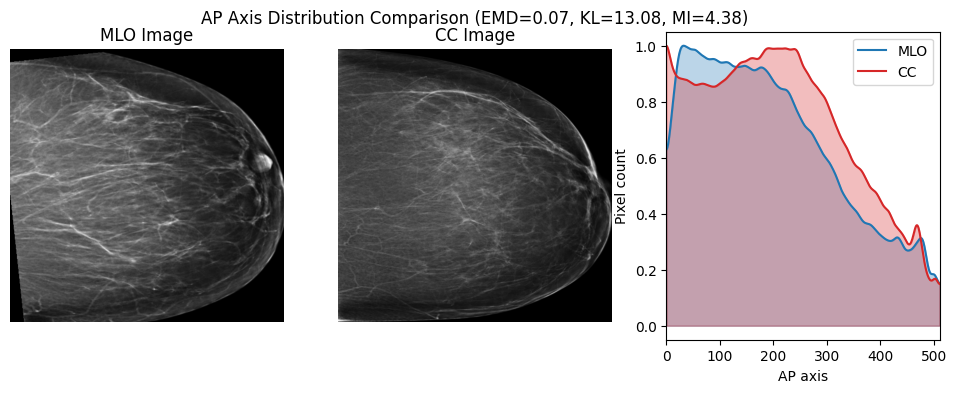 AP Axis Distribution Comparison (EMD=0.07, KL=13.08, MI=4.38)
MLO Image
CC Image
MLO
CC
Pixel count
1.0
0.8
0.6
0.4
0.2
0.0
0 100 200 300 400 500
AP axis